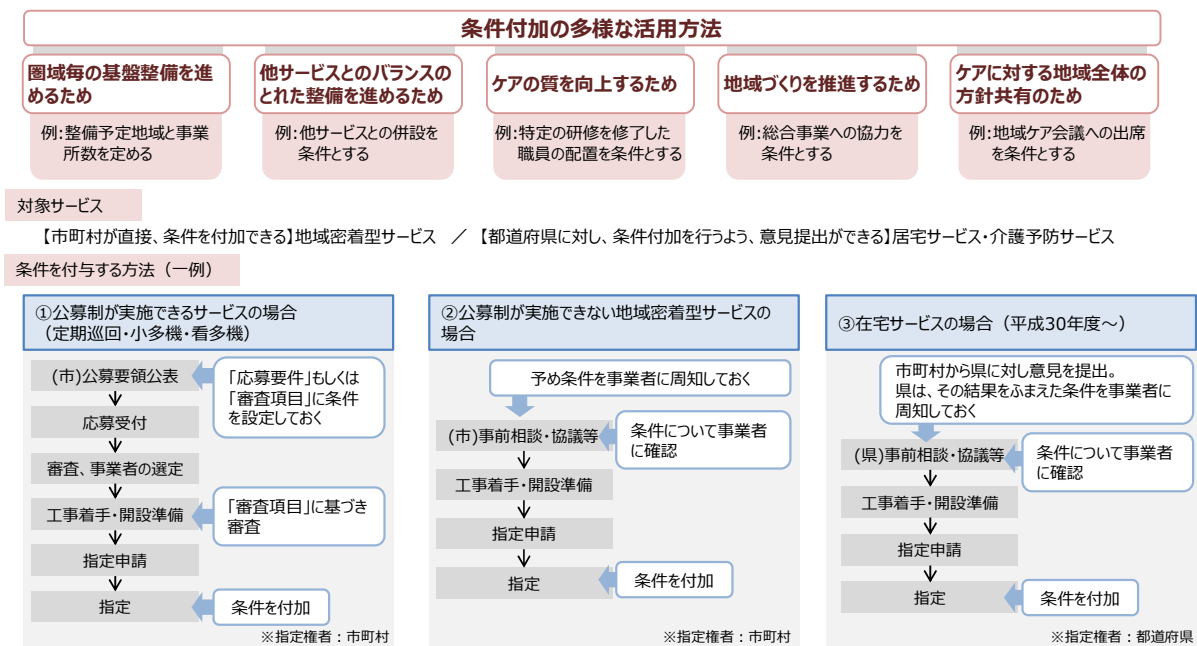 条件付加の多様な活用方法
圏域毎の基盤整備を進
めるため
例:整備予定地域と事業
所数を定める
他サービスとのバランスの
とれた整備を進めるため
例:他サービスとの併設を
条件とする
ケアの質を向上するため
例:特定の研修を修了した
職員の配置を条件とする
地域づくりを推進するため
例:総合事業への協力を
条件とする
ケアに対する地域全体の
方針共有のため
例:地域ケア会議への出席
を条件とする
対象サービス
【市町村が直接、条件を付加できる】地域密着型サービス ／ 【都道府県に対し、条件付加を行うよう、意見提出ができる】居宅サービス・介護予防サービス
条件を付与する方法（一例）
①公募制が実施できるサービスの場合
（定期巡回・小多機・看多機）
(市)公募要領公表
「応募要件」もしくは
「審査項目」に条件
を設定しておく
応募受付
審査、事業者の選定
工事着手・開設準備
「審査項目」に基づき
審査
指定申請
指定
条件を付加
※指定権者：市町村
②公募制が実施できない地域密着型サービスの
場合
予め条件を事業者に周知しておく
(市)事前相談・協議等
条件について事業者
に確認
工事着手・開設準備
指定申請
指定
条件を付加
※指定権者：市町村
③在宅サービスの場合（平成30年度～）
市町村から県に対し意見を提出。
県は、その結果をふまえた条件を事業者に
周知しておく
(県)事前相談・協議等
条件について事業者
に確認
工事着手・開設準備
指定申請
指定
条件を付加
※指定権者：都道府県